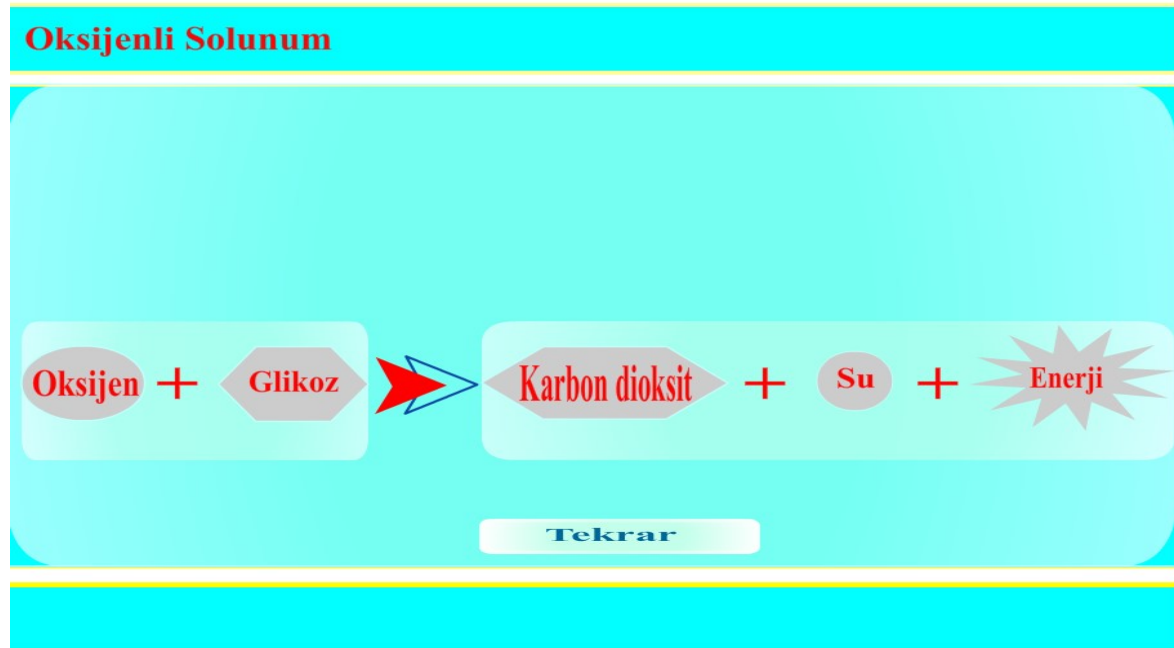 Oksijenli Solunum
Oksijen + Glikoz Karbon dioksit + Su + Enerji
Tekrar